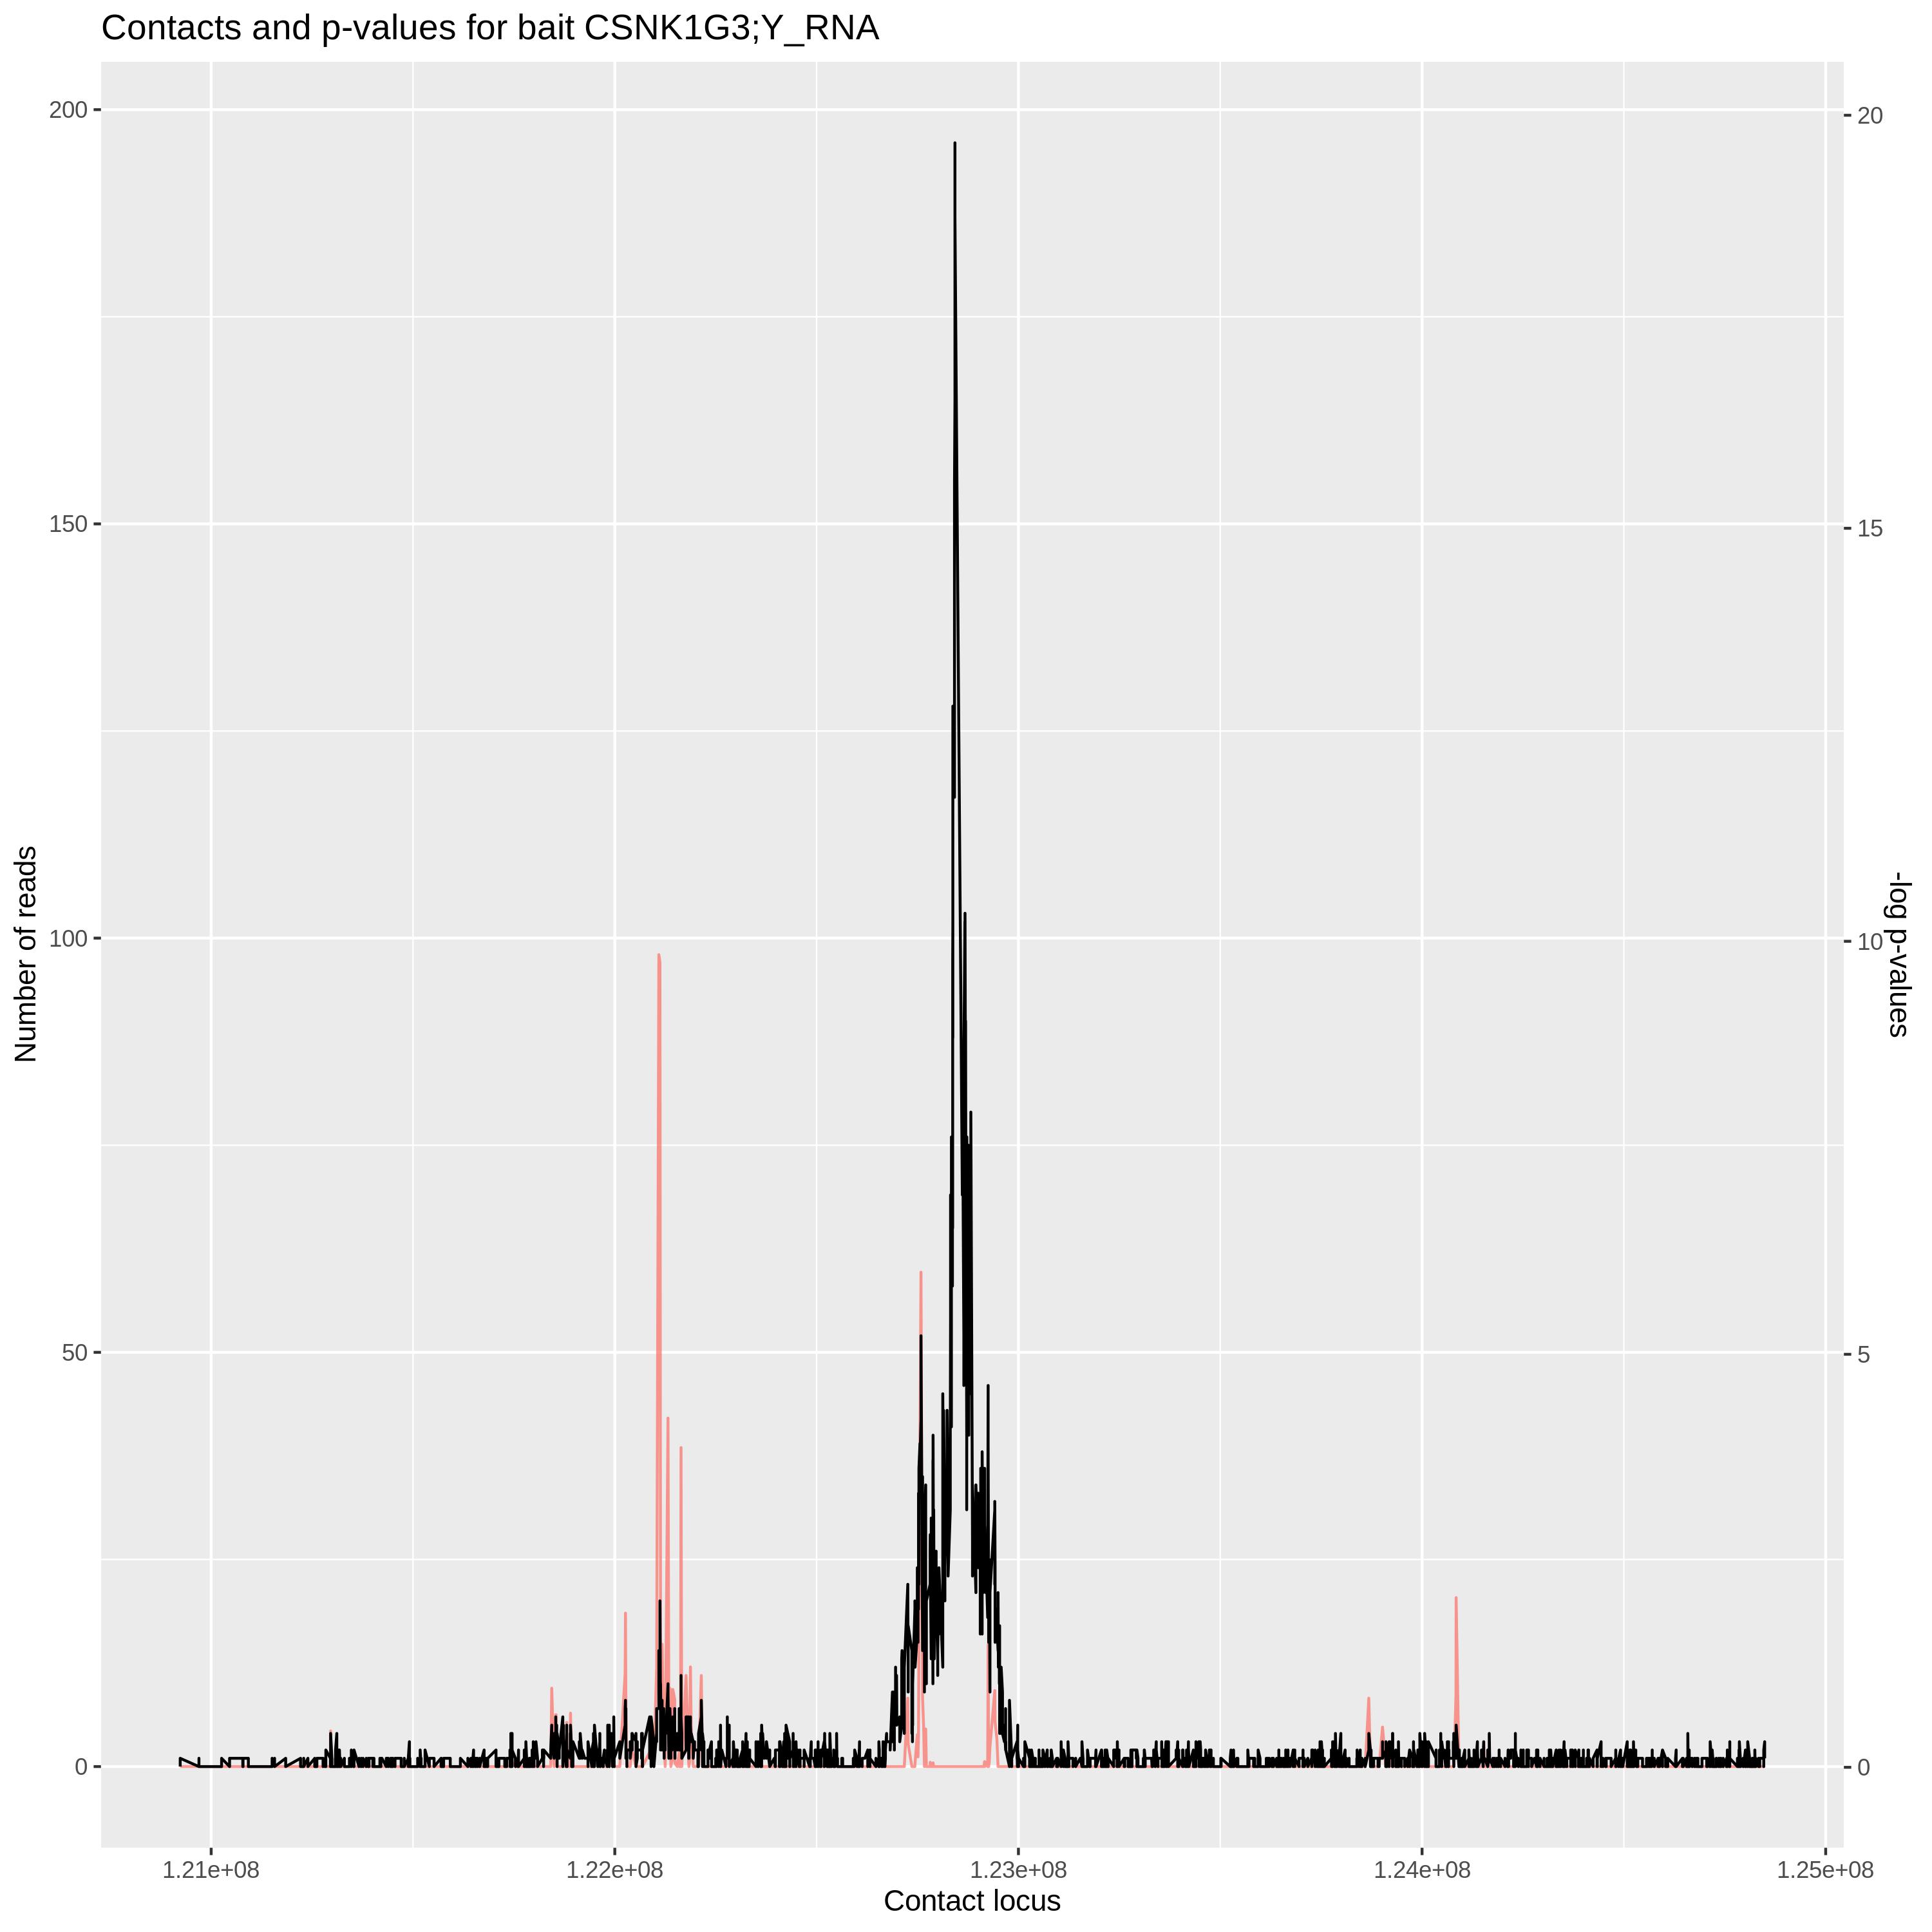 Contacts and p-values for bait CSNK1G3;Y_RNA
200
150
100
50
0
Number of reads
20
15
10
5
0
-log p-values
1.21e+08
1.22e+08
1.23e+08
1.24e+08
1.25e+08
Contact locus